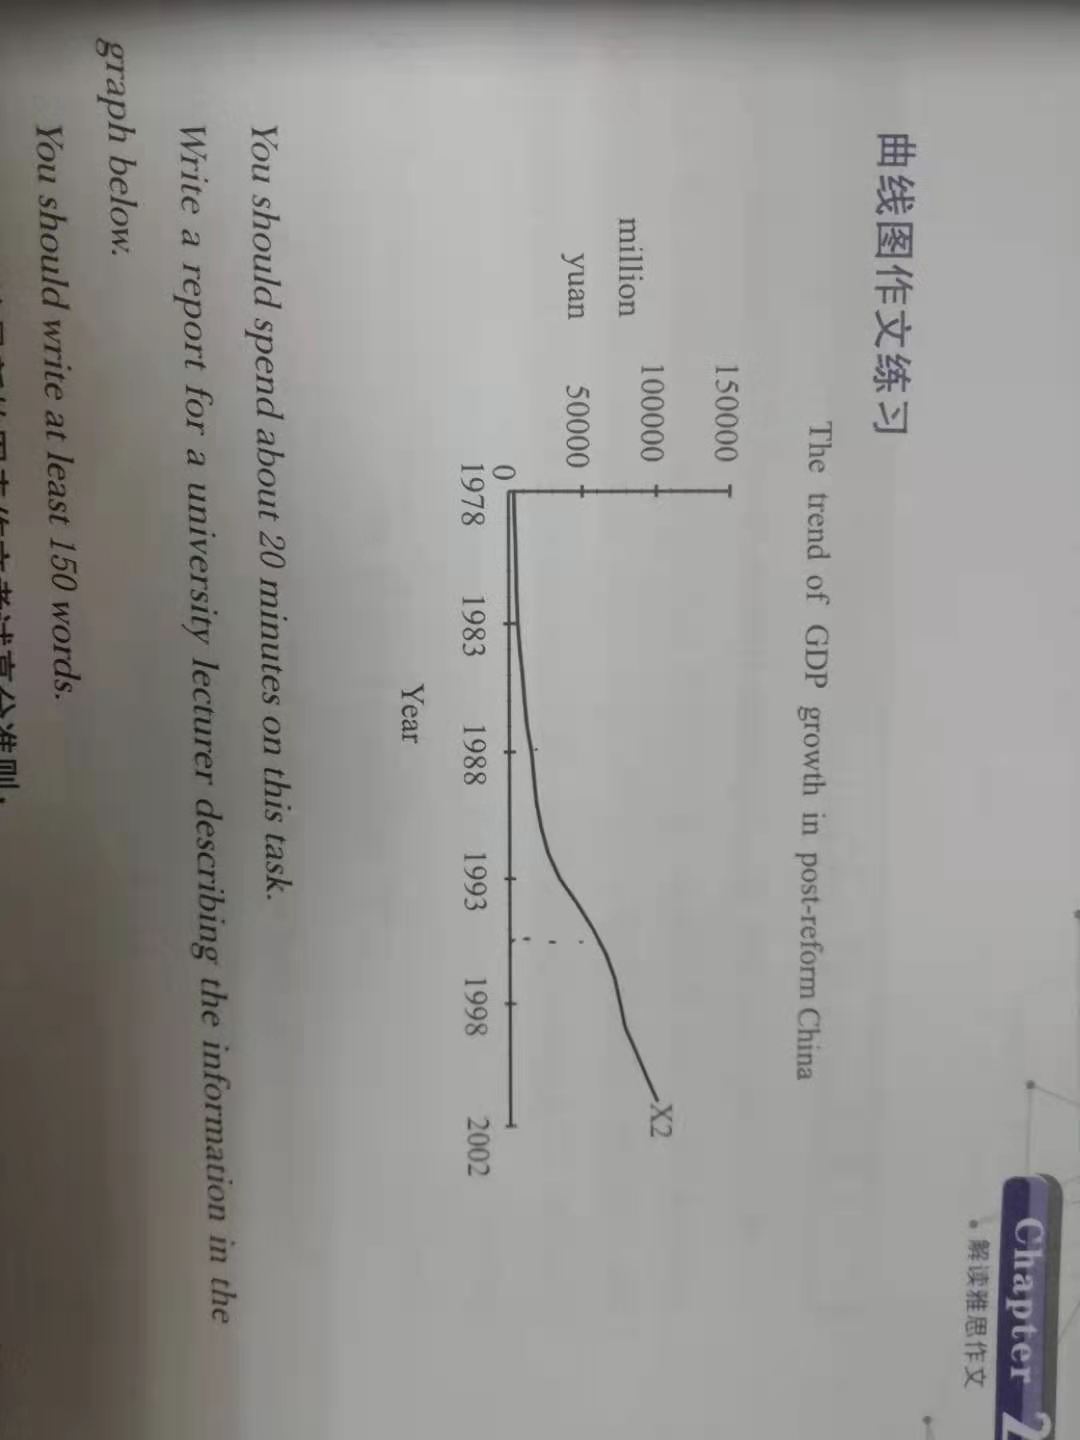 Chapter 2
解读雅思作文
曲线图作文练习
The trend of GDP growth in post-reform China
150000
100000
million
yuan
50000
X2
0
1978 1983 1988 1993 1998 2002
Year
You should spend about 20 minutes on this task.
Write a report for a university lecturer describing the information in the
graph below.
You should write at least 150 words.